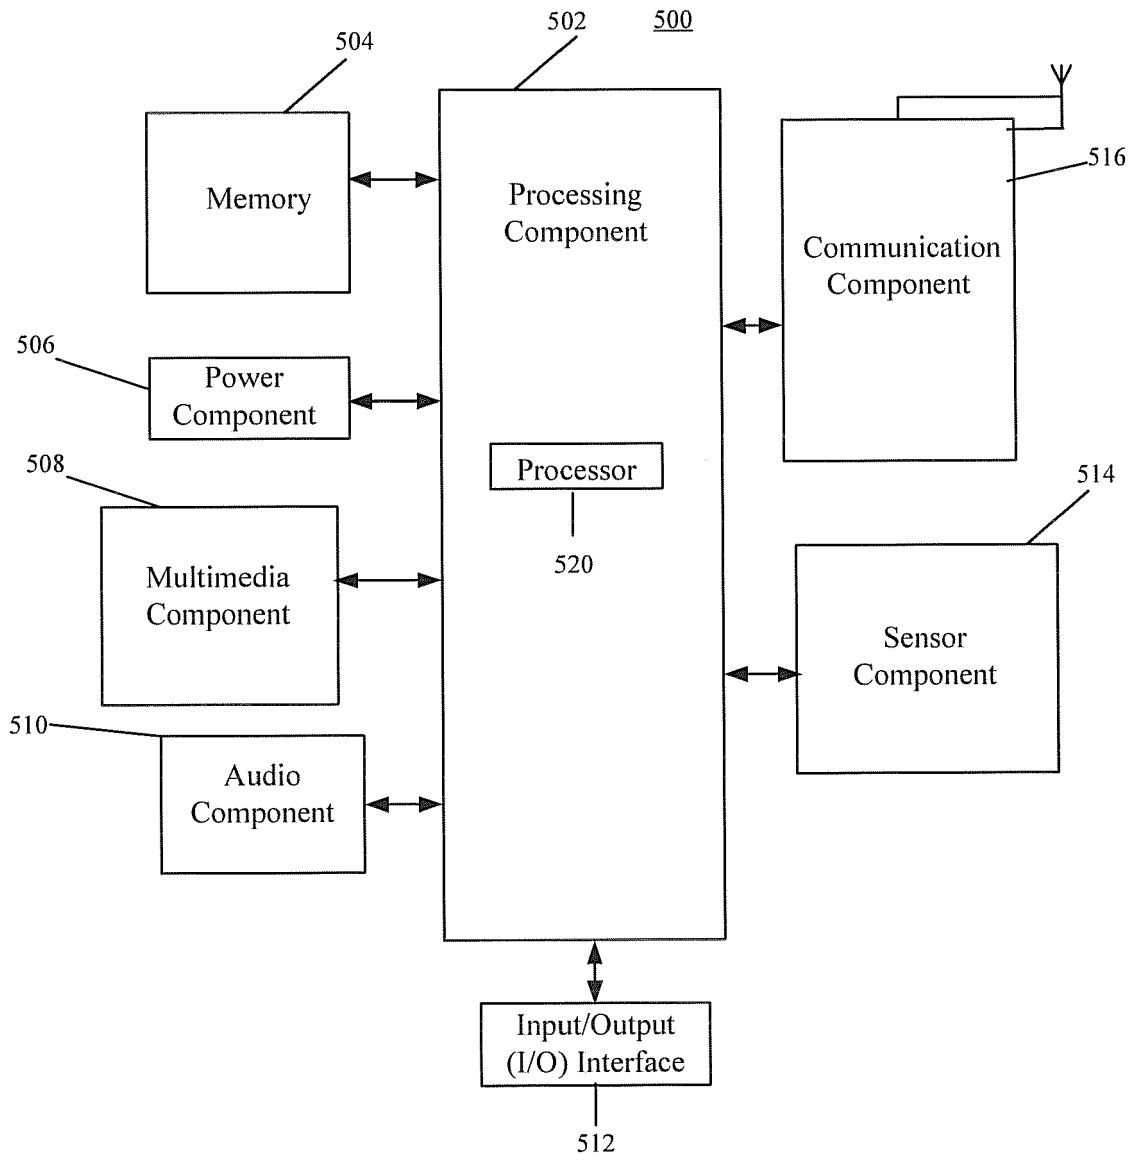 502
500
504
Memory
Processing
Component
516
Communication
Component
506
Power
Component
508
Processor
520
514
Multimedia
Component
Sensor
Component
510
Audio
Component
Input/Output
(I/O) Interface
512